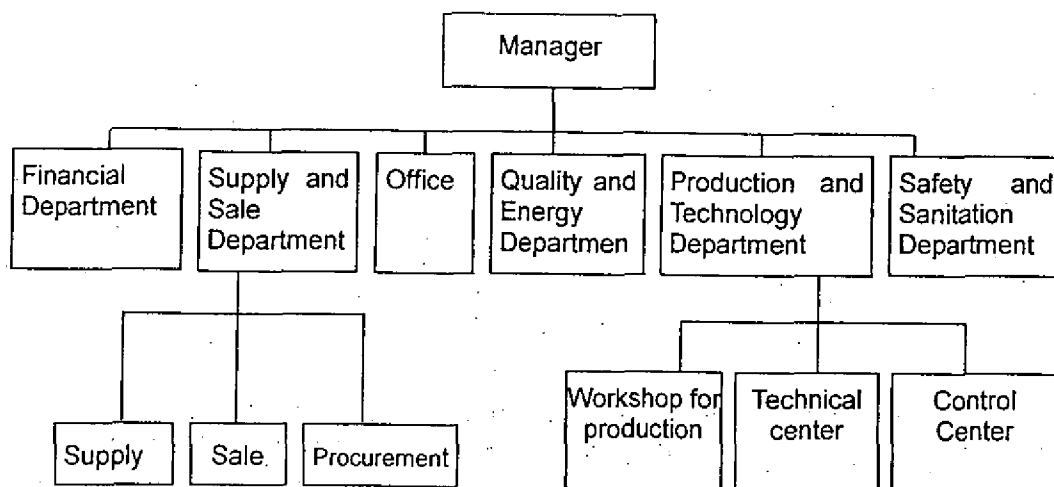 Manager
Financial
Department
Supply and
Sale
Department
Office
Quality and
Energy
Departmen
Production and
Technology
Department
Safety and
Sanitation
Department
Supply
Sale
Procurement
Workshop for
production
Technical
center
Control
Center